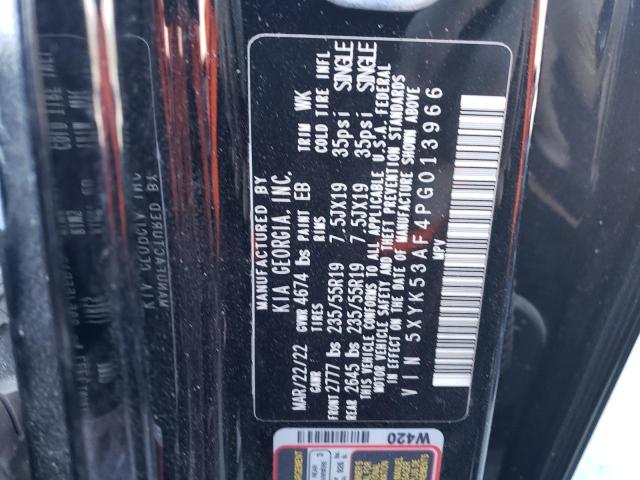 MANUFACTURED BY
KIA GEORGIA, INC.
MAR/22/22 GVWR 4674 lbs PAINT EB TRIM WK
GAWR TIRES RIMS COLD TIRE INFL
FRONT 2777 lbs 235/55R19 7.5JX19 35psi SINGLE
REAR 2645 lbs 235/55R19 7.5JX19 35psi SINGLE
THIS VEHICLE CONFORMS TO ALL APPLICABLE U.S.A. FEDERAL
MOTOR VEHICLE SAFETY AND THEFT PREVENTION STANDARDS
IN EFFECT ON THE DATE OF MANUFACTURE SHOWN ABOVE
VIN 5XYK53AF4PG013966
MPV
W420